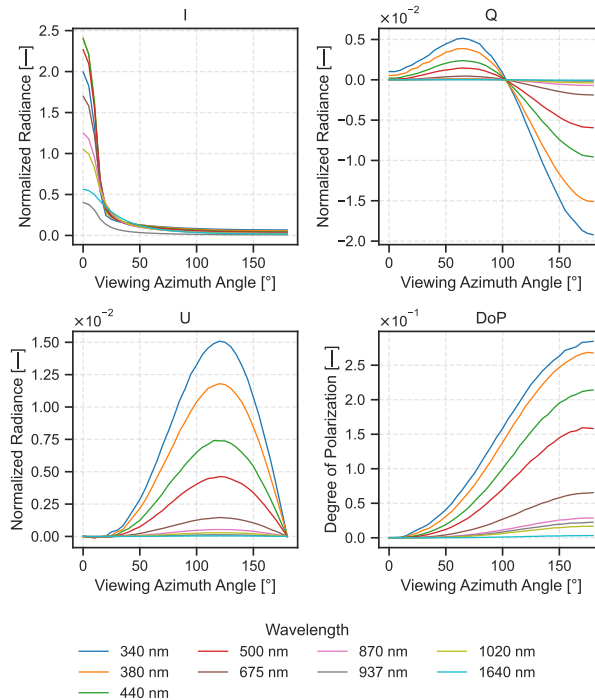 I
Q
×10⁻²
Normalized Radiance [—]
2.5
2.0
1.5
1.0
0.5
0.0
0 50 100 150
Viewing Azimuth Angle [°]
Normalized Radiance [—]
0.5
0.0
−0.5
−1.0
−1.5
−2.0
0 50 100 150
Viewing Azimuth Angle [°]
×10⁻²
U
Normalized Radiance [—]
1.50
1.25
1.00
0.75
0.50
0.25
0.00
0 50 100 150
Viewing Azimuth Angle [°]
×10⁻¹
DoP
Degree of Polarization [—]
2.5
2.0
1.5
1.0
0.5
0.0
0 50 100 150
Viewing Azimuth Angle [°]
Wavelength
340 nm 500 nm 870 nm 1020 nm
380 nm 675 nm 937 nm 1640 nm
440 nm